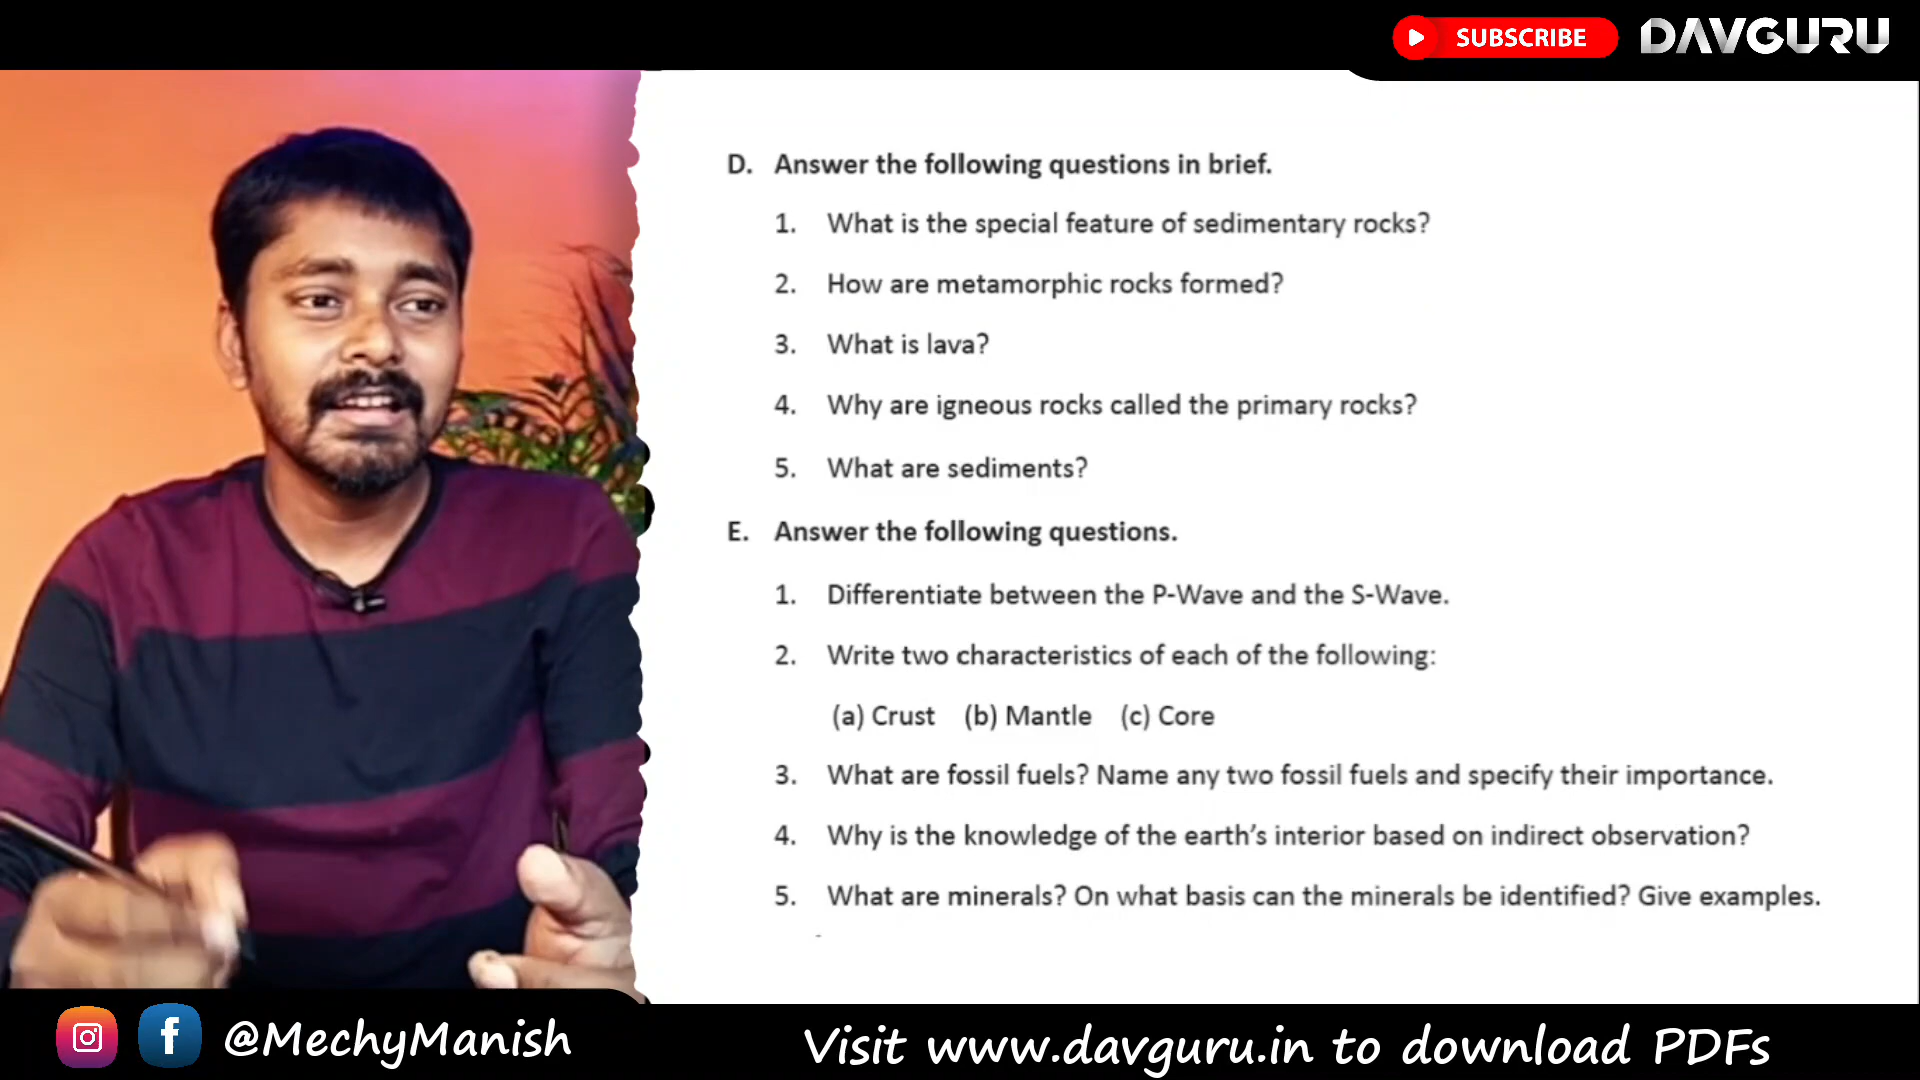 SUBSCRIBE DAVGURU
D. Answer the following questions in brief.
1. What is the special feature of sedimentary rocks?
2. How are metamorphic rocks formed?
3. What is lava?
4. Why are igneous rocks called the primary rocks?
5. What are sediments?
E. Answer the following questions.
1. Differentiate between the P-Wave and the S-Wave.
2. Write two characteristics of each of the following:
(a) Crust (b) Mantle (c) Core
3. What are fossil fuels? Name any two fossil fuels and specify their importance.
4. Why is the knowledge of the earth's interior based on indirect observation?
5. What are minerals? On what basis can the minerals be identified? Give examples.
@MechyManish
Visit www.davguru.in to download PDFs